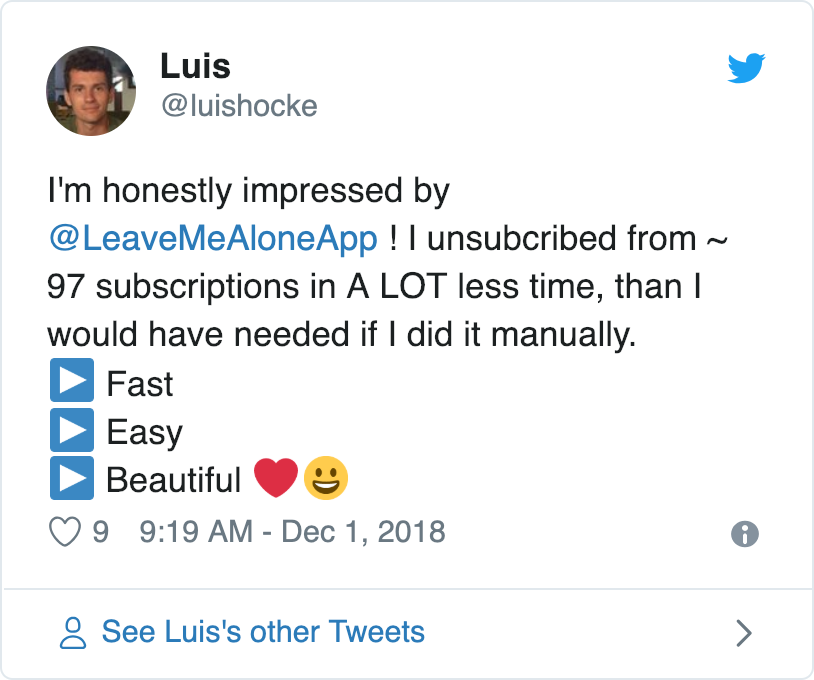 Luis
@luishocke
I'm honestly impressed by
@LeaveMeAloneApp ! I unsubcribed from ~
97 subscriptions in A LOT less time, than I
would have needed if I did it manually.
▶️ Fast
▶️ Easy
▶️ Beautiful ❤️😀
9 9:19 AM - Dec 1, 2018
See Luis's other Tweets